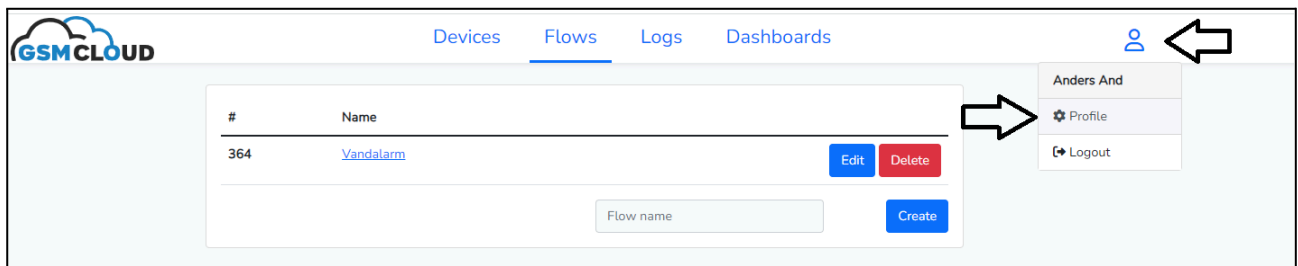 GSMCLOUD Devices Flows Logs Dashboards
Anders And
# Name
Profile
364 Vandalarm Edit Delete
Logout
Flow name Create